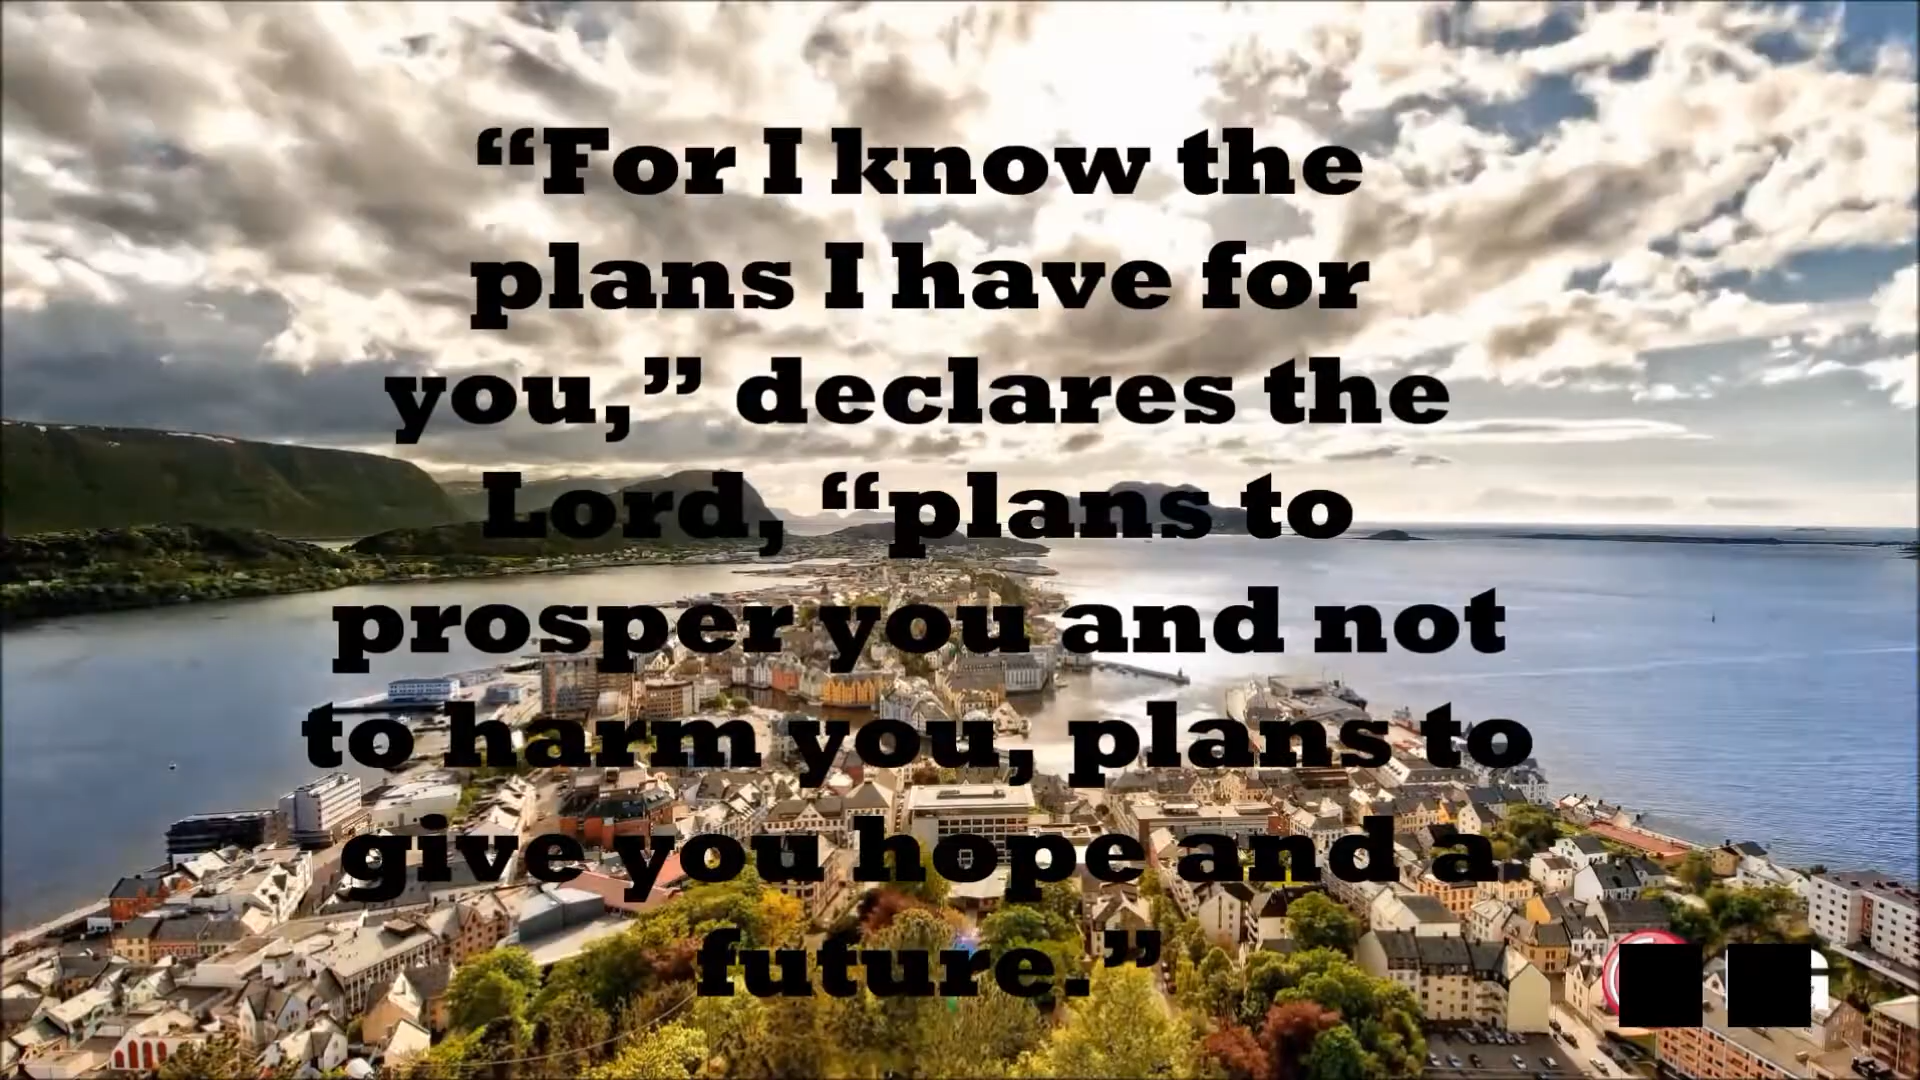 “For I know the
plans I have for
you,” declares the
Lord, “plans to
prosper you and not
to harm you, plans to
give you hope and a
future.”